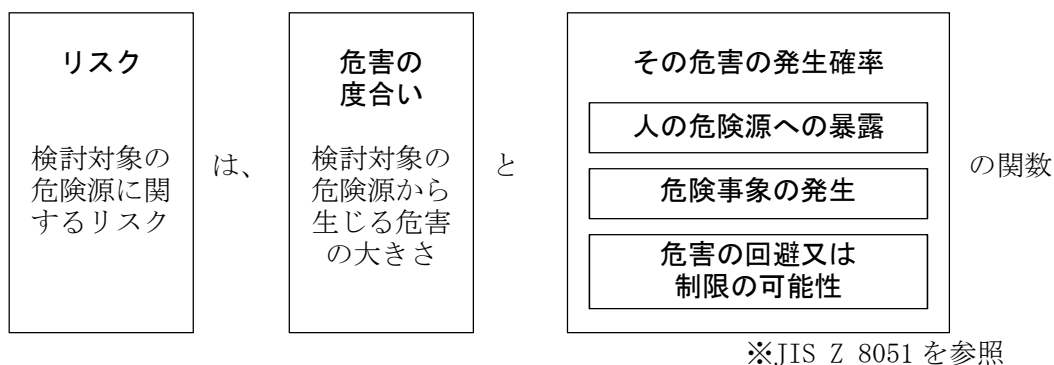 リスク
検討対象の
危険源に関
するリスク
は、
危害の
度合い
検討対象の
危険源から
生じる危害
の大きさ
と
その危害の発生確率
人の危険源への暴露
危険事象の発生
危害の回避又は
制限の可能性
の関数
※JIS Z 8051 を参照